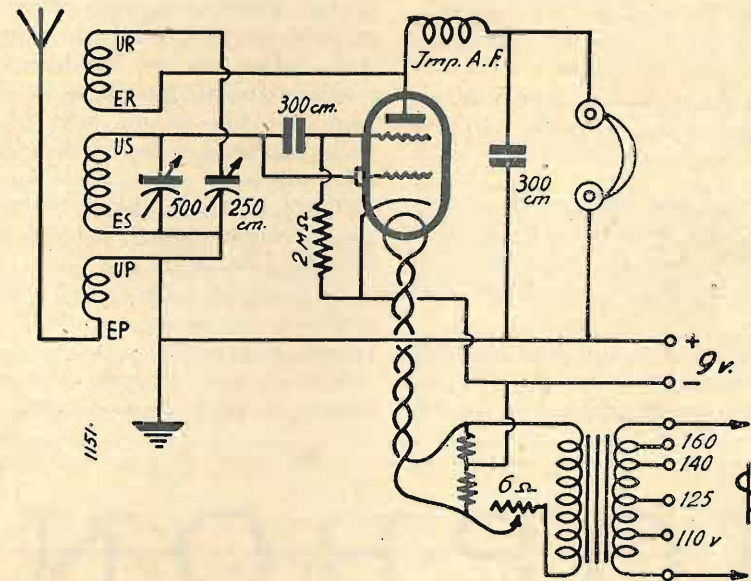 UR
ER
Jmp. A.F.
US
300 cm.
500
250 cm.
ES
2 MΩ
300 cm
UP
EP
+
9 v.
−
1151.
6 Ω
160
140
125
110 v